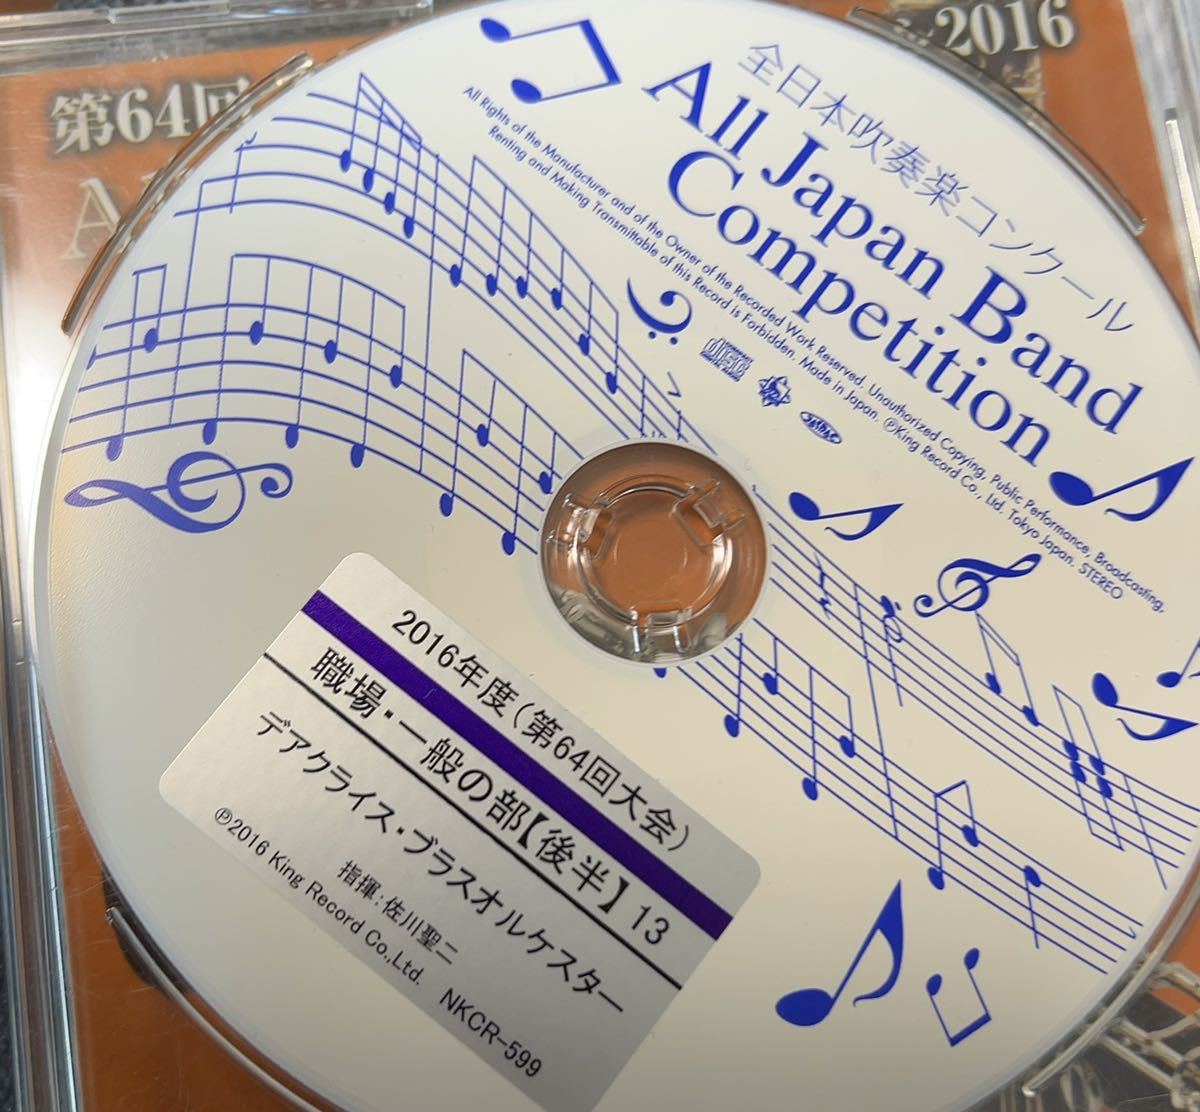 第64回
2016
全日本吹奏楽コンクール
All Japan Band
Competition
All Rights of the Manufacturer and of the Owner of the Recorded Work Reserved. Unauthorized Copying, Public Performance, Broadcasting,
Renting and Making Transmittable of this Record is Forbidden. Made in Japan. ℗King Record Co., Ltd. Tokyo Japan. STEREO
COMPACT
disc
DIGITAL AUDIO
2016年度（第64回大会）
職場・一般の部【後半】 13
デアクライス・ブラスオルケスター
指揮：佐川聖二
℗2016 King Record Co.,Ltd. NKCR-599